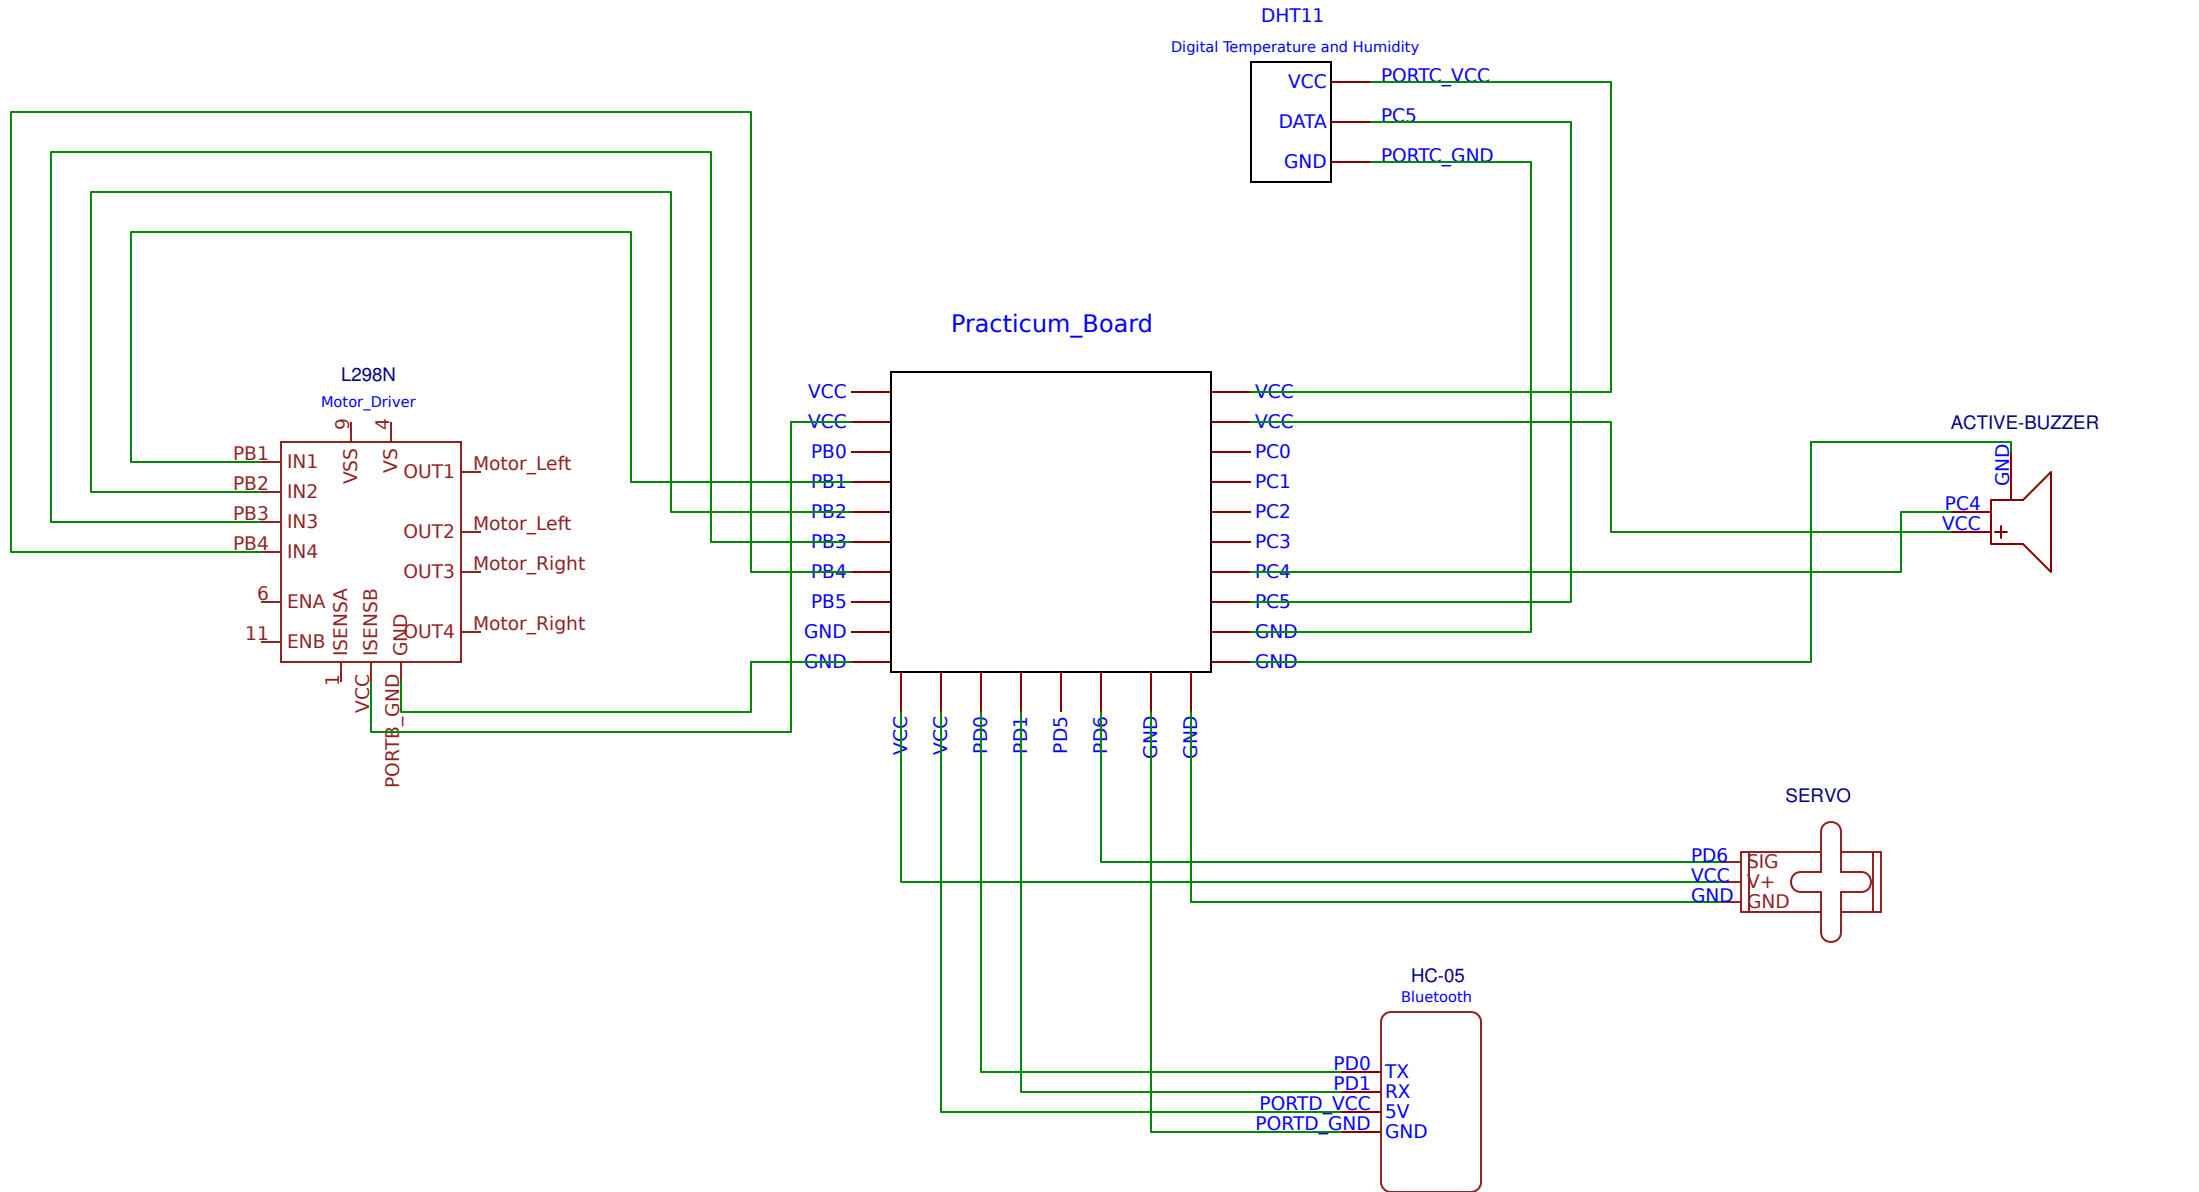 DHT11
Digital Temperature and Humidity
VCC PORTC_VCC
DATA PC5
GND PORTC_GND
Practicum_Board
L298N
Motor_Driver
9 4
VSS VS
PB1 IN1
PB2 IN2
PB3 IN3
PB4 IN4
6 ENA
11 ENB
OUT1 Motor_Left
OUT2 Motor_Left
OUT3 Motor_Right
OUT4 Motor_Right
ISENSA ISENSB GND
1 VCC PORTB_GND
VCC
VCC
PB0
PB1
PB2
PB3
PB4
PB5
GND
GND
VCC
VCC
PC0
PC1
PC2
PC3
PC4
PC5
GND
GND
VCC VCC PD0 PD1 PD5 PD6 GND GND
ACTIVE-BUZZER
GND
PC4
VCC +
SERVO
PD6 SIG
VCC V+
GND GND
HC-05
Bluetooth
PD0 TX
PD1 RX
PORTD_VCC 5V
PORTD_GND GND